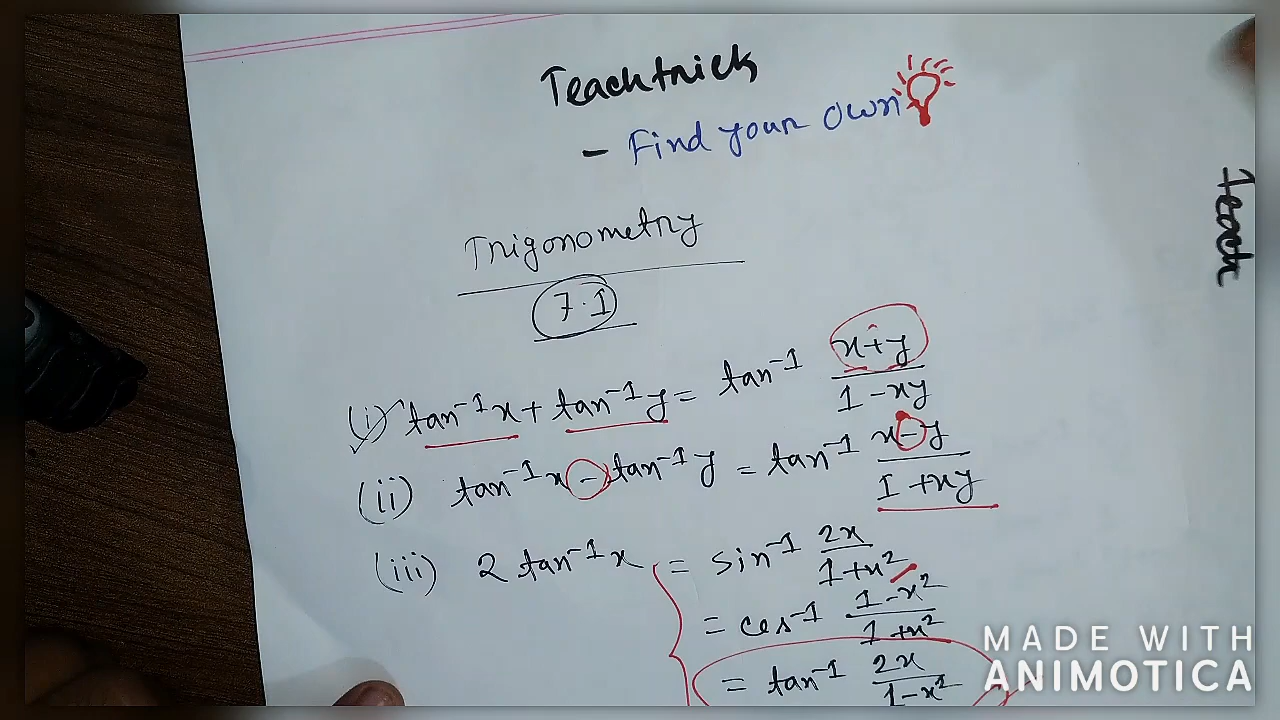 Teachtrick
- Find your own
Teach
Trigonometry
7.1
(i) tan⁻¹x + tan⁻¹y = tan⁻¹ (x+y)/(1-xy)
(ii) tan⁻¹x - tan⁻¹y = tan⁻¹ (x-y)/(1+xy)
(iii) 2 tan⁻¹x = sin⁻¹ 2x/(1+x²)
= cos⁻¹ (1-x²)/(1+x²)
= tan⁻¹ 2x/(1-x²)
MADE WITH
ANIMOTICA